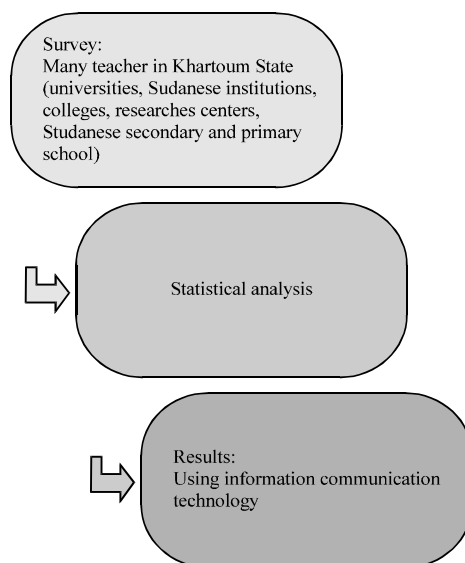 Survey:
Many teacher in Khartoum State
(universities, Sudanese institutions,
colleges, researches centers,
Studanese secondary and primary
school)
Statistical analysis
Results:
Using information communication
technology